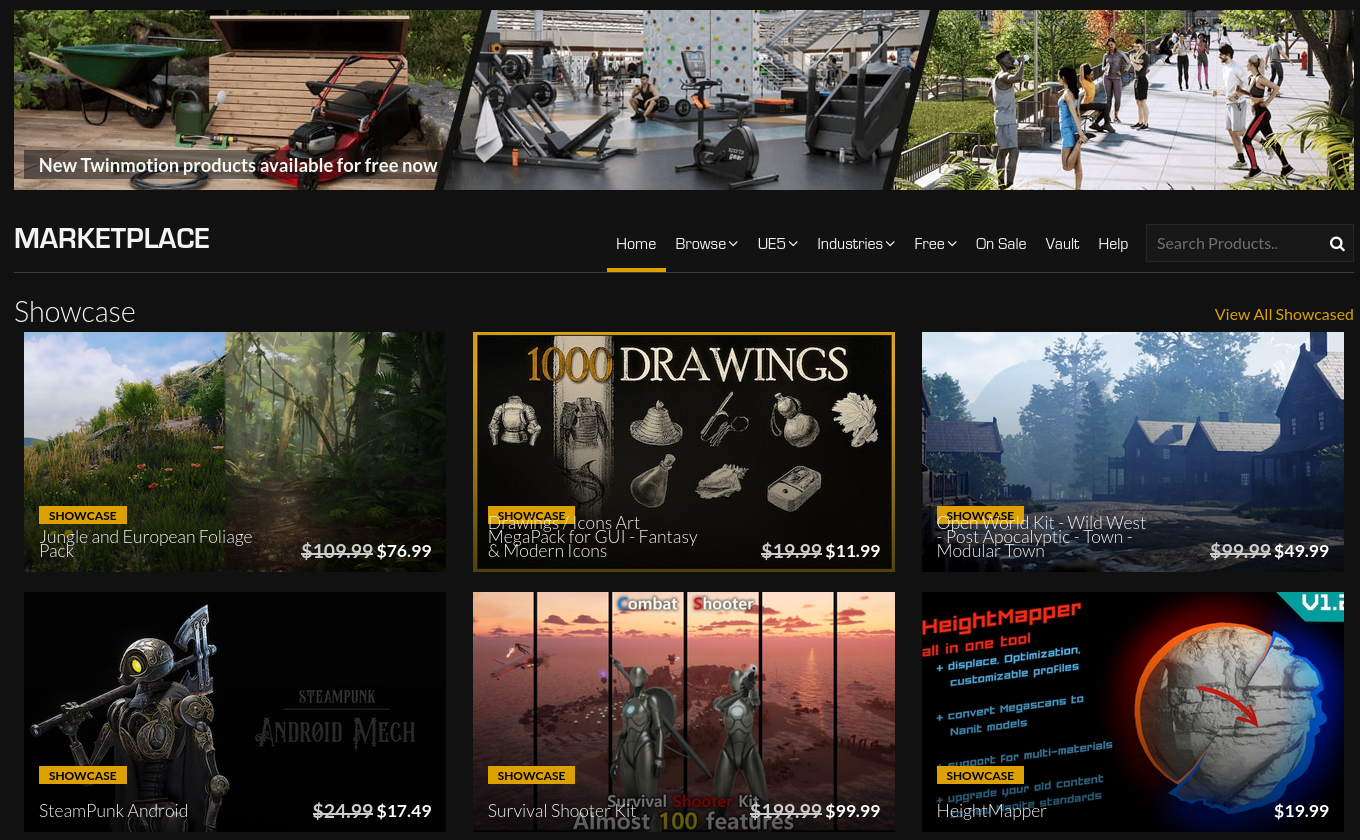 New Twinmotion products available for free now
MARKETPLACE
Home Browse UE5 Industries Free On Sale Vault Help Search Products..
Showcase
View All Showcased
SHOWCASE
Jungle and European Foliage
Pack
$109.99 $76.99
1000 DRAWINGS
SHOWCASE
Drawings / Icons Art
MegaPack for GUI - Fantasy
& Modern Icons
$19.99 $11.99
SHOWCASE
Open World Kit - Wild West
- Post Apocalyptic - Town -
Modular Town
$99.99 $49.99
STEAMPUNK
ANDROID MECH
SHOWCASE
SteamPunk Android
$24.99 $17.49
Combat Shooter
SHOWCASE
Survival Shooter Kit
Almost 100 features
Survival Shooter Kit
$199.99 $99.99
HeightMapper
all in one tool
+ displace, Optimization,
customizable profiles
+ convert Megascans to
Nanit models
+ support for multi-materials
+ upgrade your old content
SHOWCASE
HeightMapper
$19.99